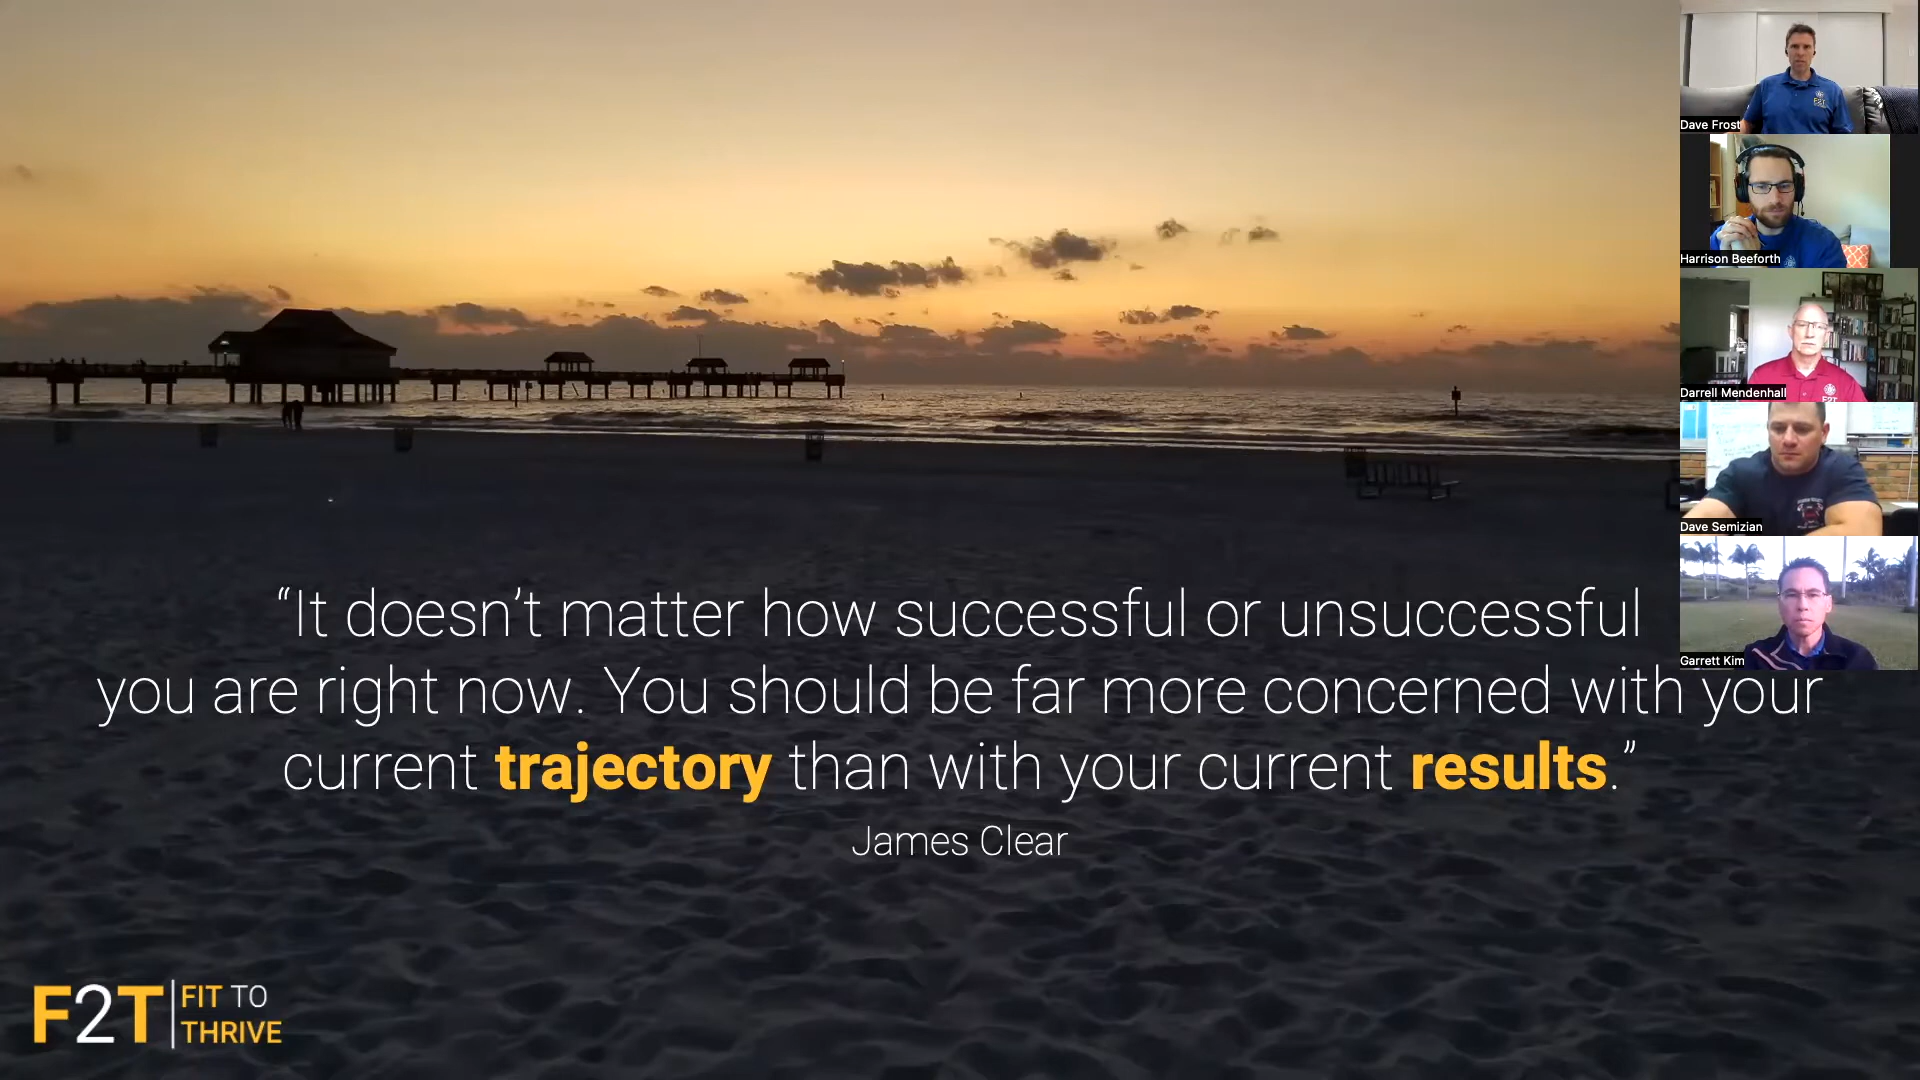 Dave Frost
Harrison Beeforth
Darrell Mendenhall
Dave Semizian
Garrett Kim
“It doesn’t matter how successful or unsuccessful
you are right now. You should be far more concerned with your
current trajectory than with your current results.”
James Clear
F2T FIT TO
THRIVE
F2T
F2T